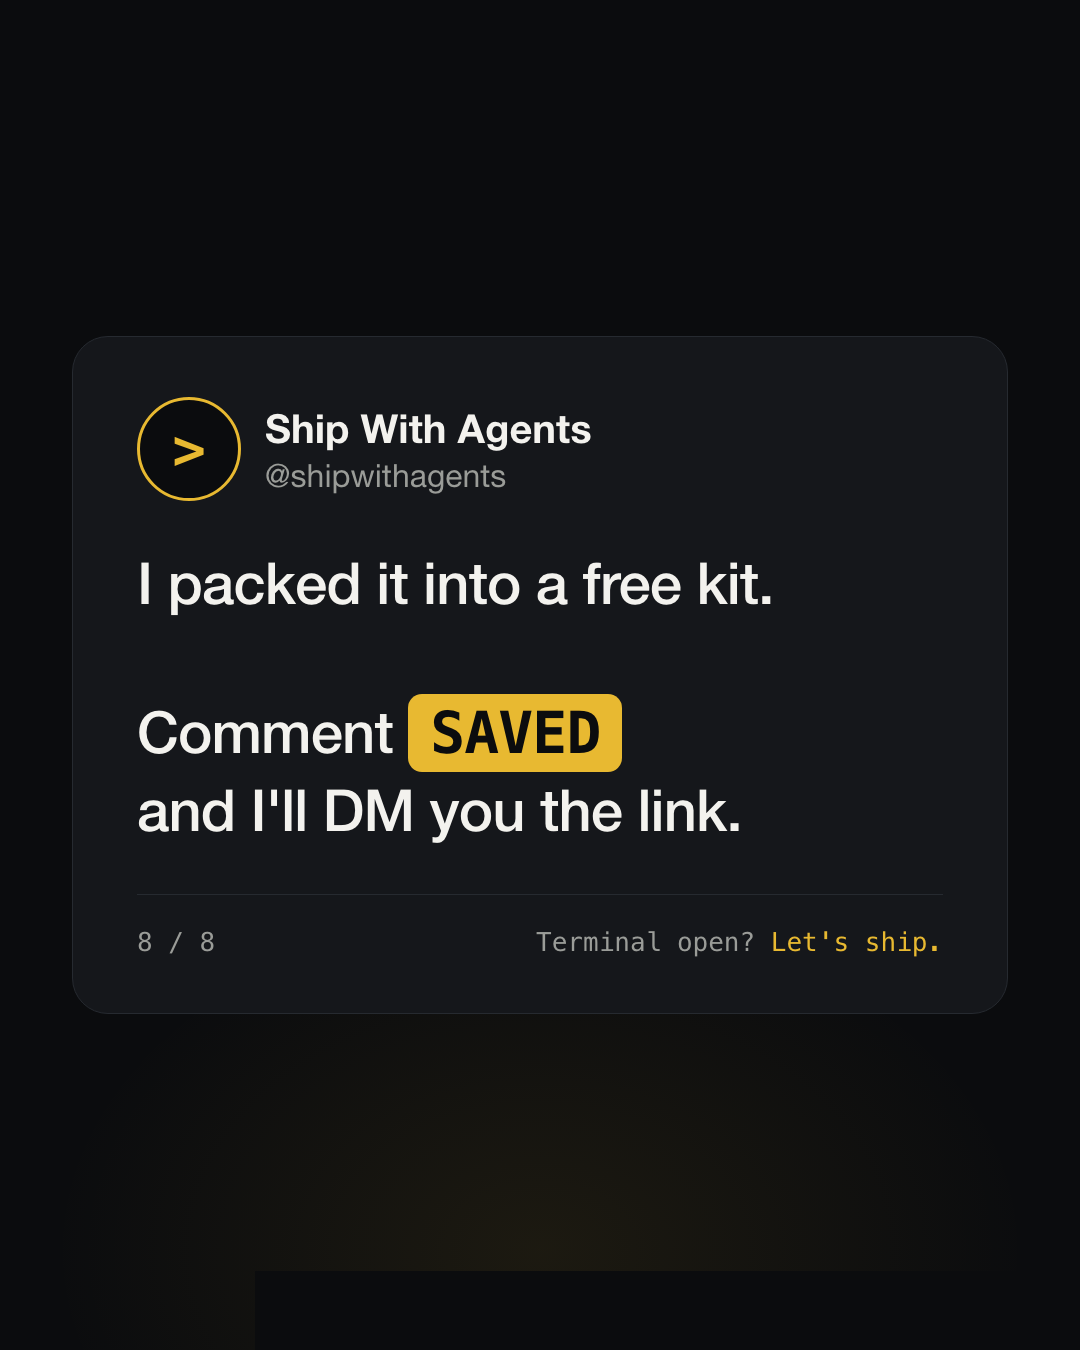 >
Ship With Agents
@shipwithagents
I packed it into a free kit.
Comment SAVED
and I'll DM you the link.
8 / 8
Terminal open? Let's ship.